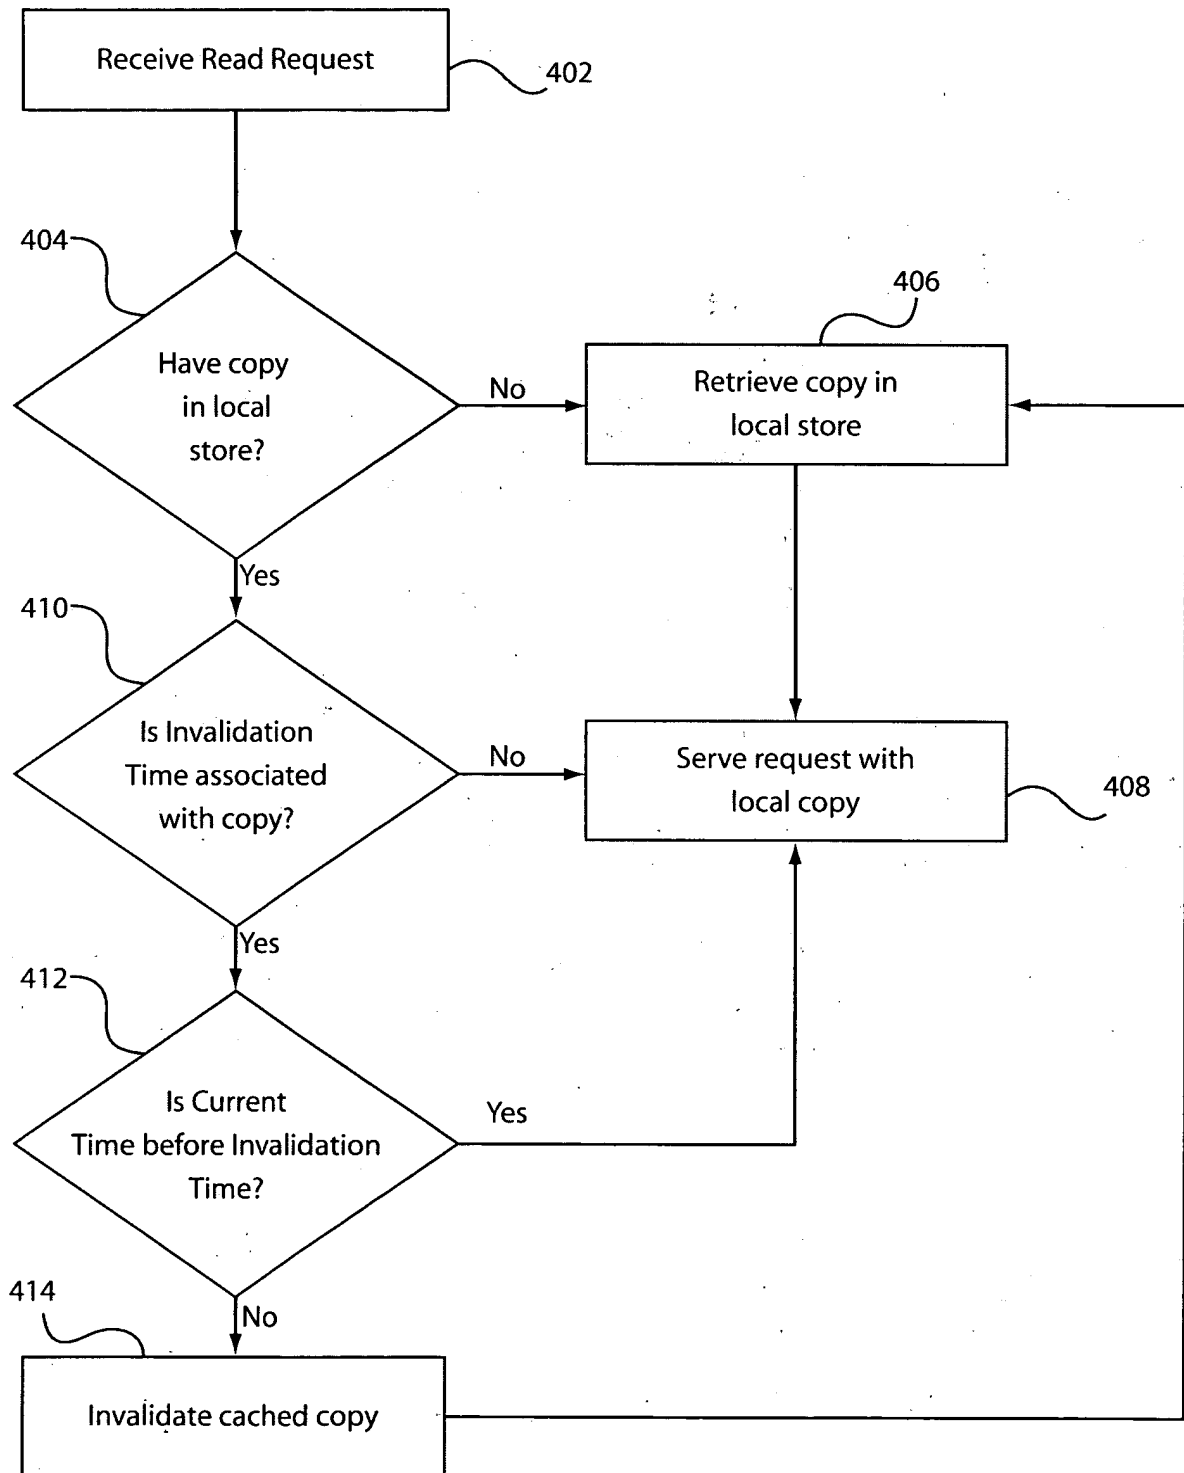 Receive Read Request
402
404
Have copy
in local
store?
No
406
Retrieve copy in
local store
Yes
410
Is Invalidation
Time associated
with copy?
No
Serve request with
local copy
408
Yes
412
Is Current
Time before Invalidation
Time?
Yes
414
No
Invalidate cached copy